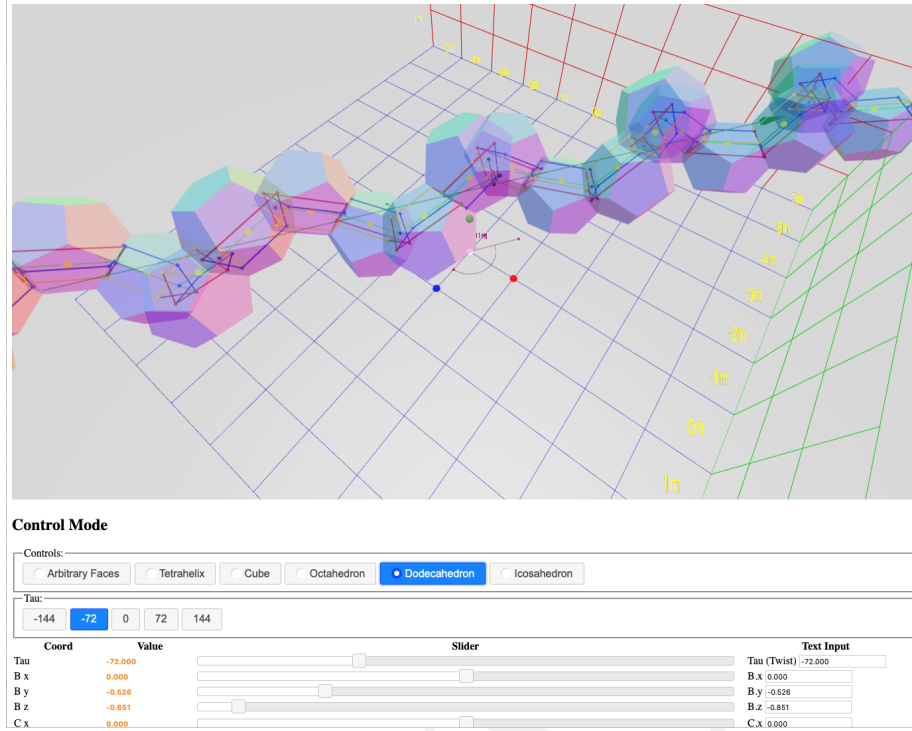 -5m
-4m
-3m
-2m
-1m
0m
1m
Control Mode
Controls:
Arbitrary Faces Tetrahelix Cube Octahedron Dodecahedron Icosahedron
Tau:
-144 -72 0 72 144
Coord Value Slider Text Input
Tau -72.000 Tau (Twist) -72.000
B x 0.000 B.x 0.000
B y -0.526 B.y -0.526
B z -0.851 B.z -0.851
C x 0.000 C.x 0.000